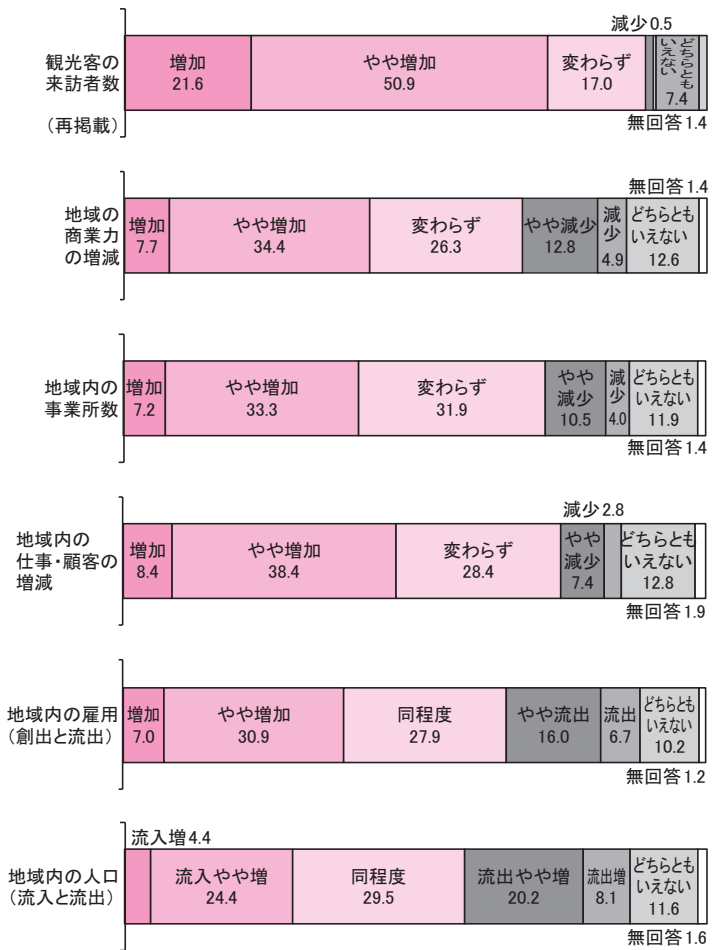 減少0.5
観光客の
来訪者数
(再掲載)
増加
21.6
やや増加
50.9
変わらず
17.0
どちらとも
いえない
7.4
無回答1.4
無回答1.4
地域の
商業力
の増減
増加
7.7
やや増加
34.4
変わらず
26.3
やや減少
12.8
減少
4.9
どちらとも
いえない
12.6
地域内の
事業所数
増加
7.2
やや増加
33.3
変わらず
31.9
やや
減少
10.5
減少
4.0
どちらとも
いえない
11.9
無回答1.4
減少2.8
地域内の
仕事・顧客の
増減
増加
8.4
やや増加
38.4
変わらず
28.4
やや
減少
7.4
どちらとも
いえない
12.8
無回答1.9
地域内の雇用
(創出と流出)
増加
7.0
やや増加
30.9
同程度
27.9
やや流出
16.0
流出
6.7
どちらとも
いえない
10.2
無回答1.2
流入増4.4
地域内の人口
(流入と流出)
流入やや増
24.4
同程度
29.5
流出やや増
20.2
流出増
8.1
どちらとも
いえない
11.6
無回答1.6